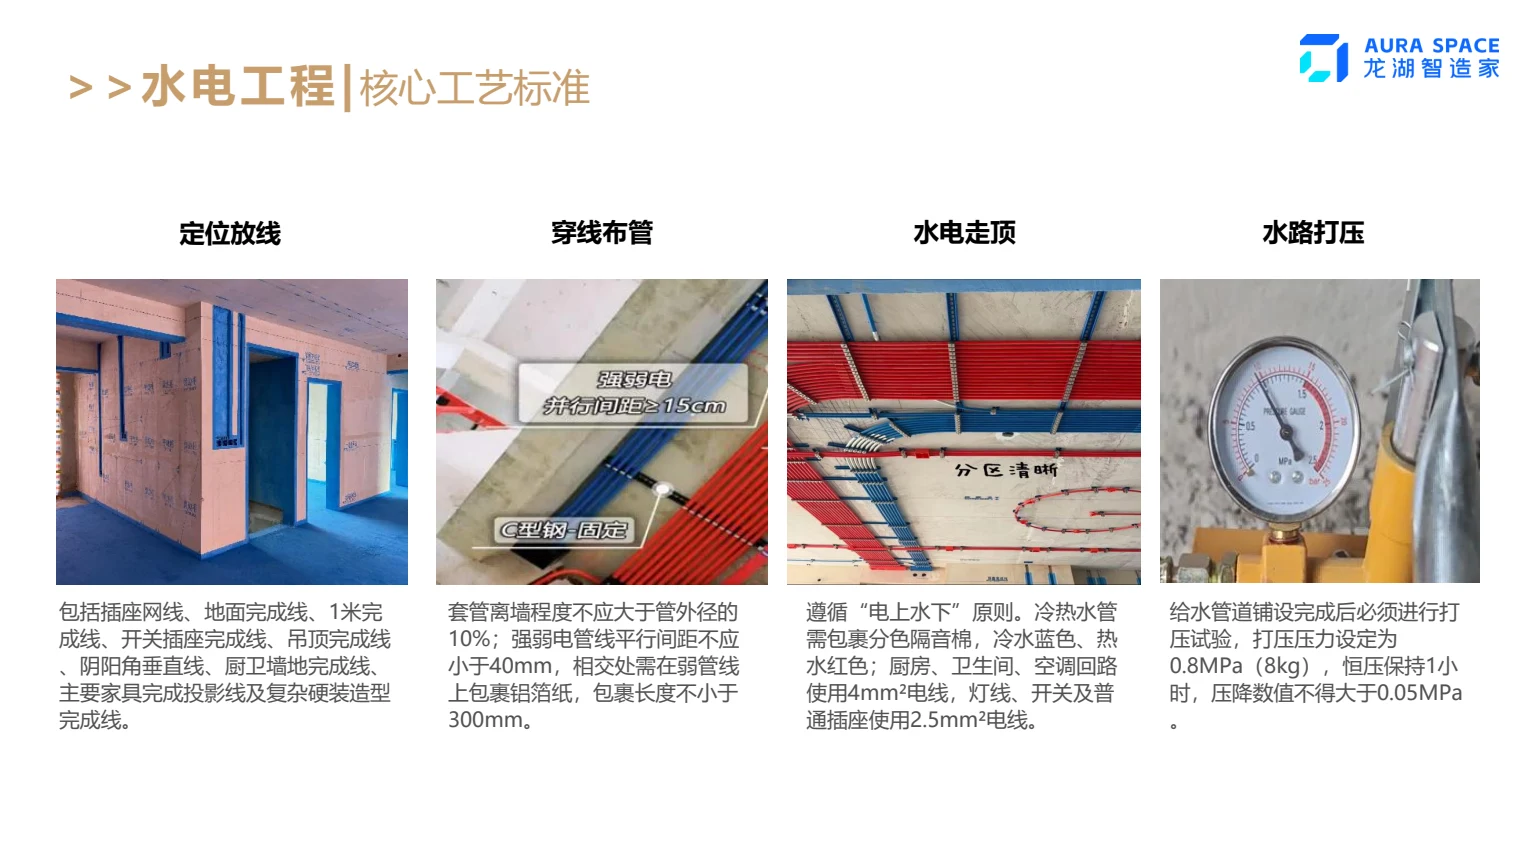 >>水电工程|核心工艺标准
AURA SPACE
龙湖智造家
定位放线
穿线布管
水电走顶
水路打压
强弱电
并行间距≥15cm
C型钢-固定
分区清晰
PRESSURE GAUGE
MPa
bar
0
0.5
1.5
2
2.5
包括插座网线、地面完成线、1米完
成线、开关插座完成线、吊顶完成线
、阴阳角垂直线、厨卫墙地完成线、
主要家具完成投影线及复杂硬装造型
完成线。
套管离墙程度不应大于管外径的
10%；强弱电管线平行间距不应
小于40mm，相交处需在弱管线
上包裹铝箔纸，包裹长度不小于
300mm。
遵循“电上水下”原则。冷热水管
需包裹分色隔音棉，冷水蓝色、热
水红色；厨房、卫生间、空调回路
使用4mm²电线，灯线、开关及普
通插座使用2.5mm²电线。
给水管道铺设完成后必须进行打
压试验，打压压力设定为
0.8MPa（8kg），恒压保持1小
时，压降数值不得大于0.05MPa
。